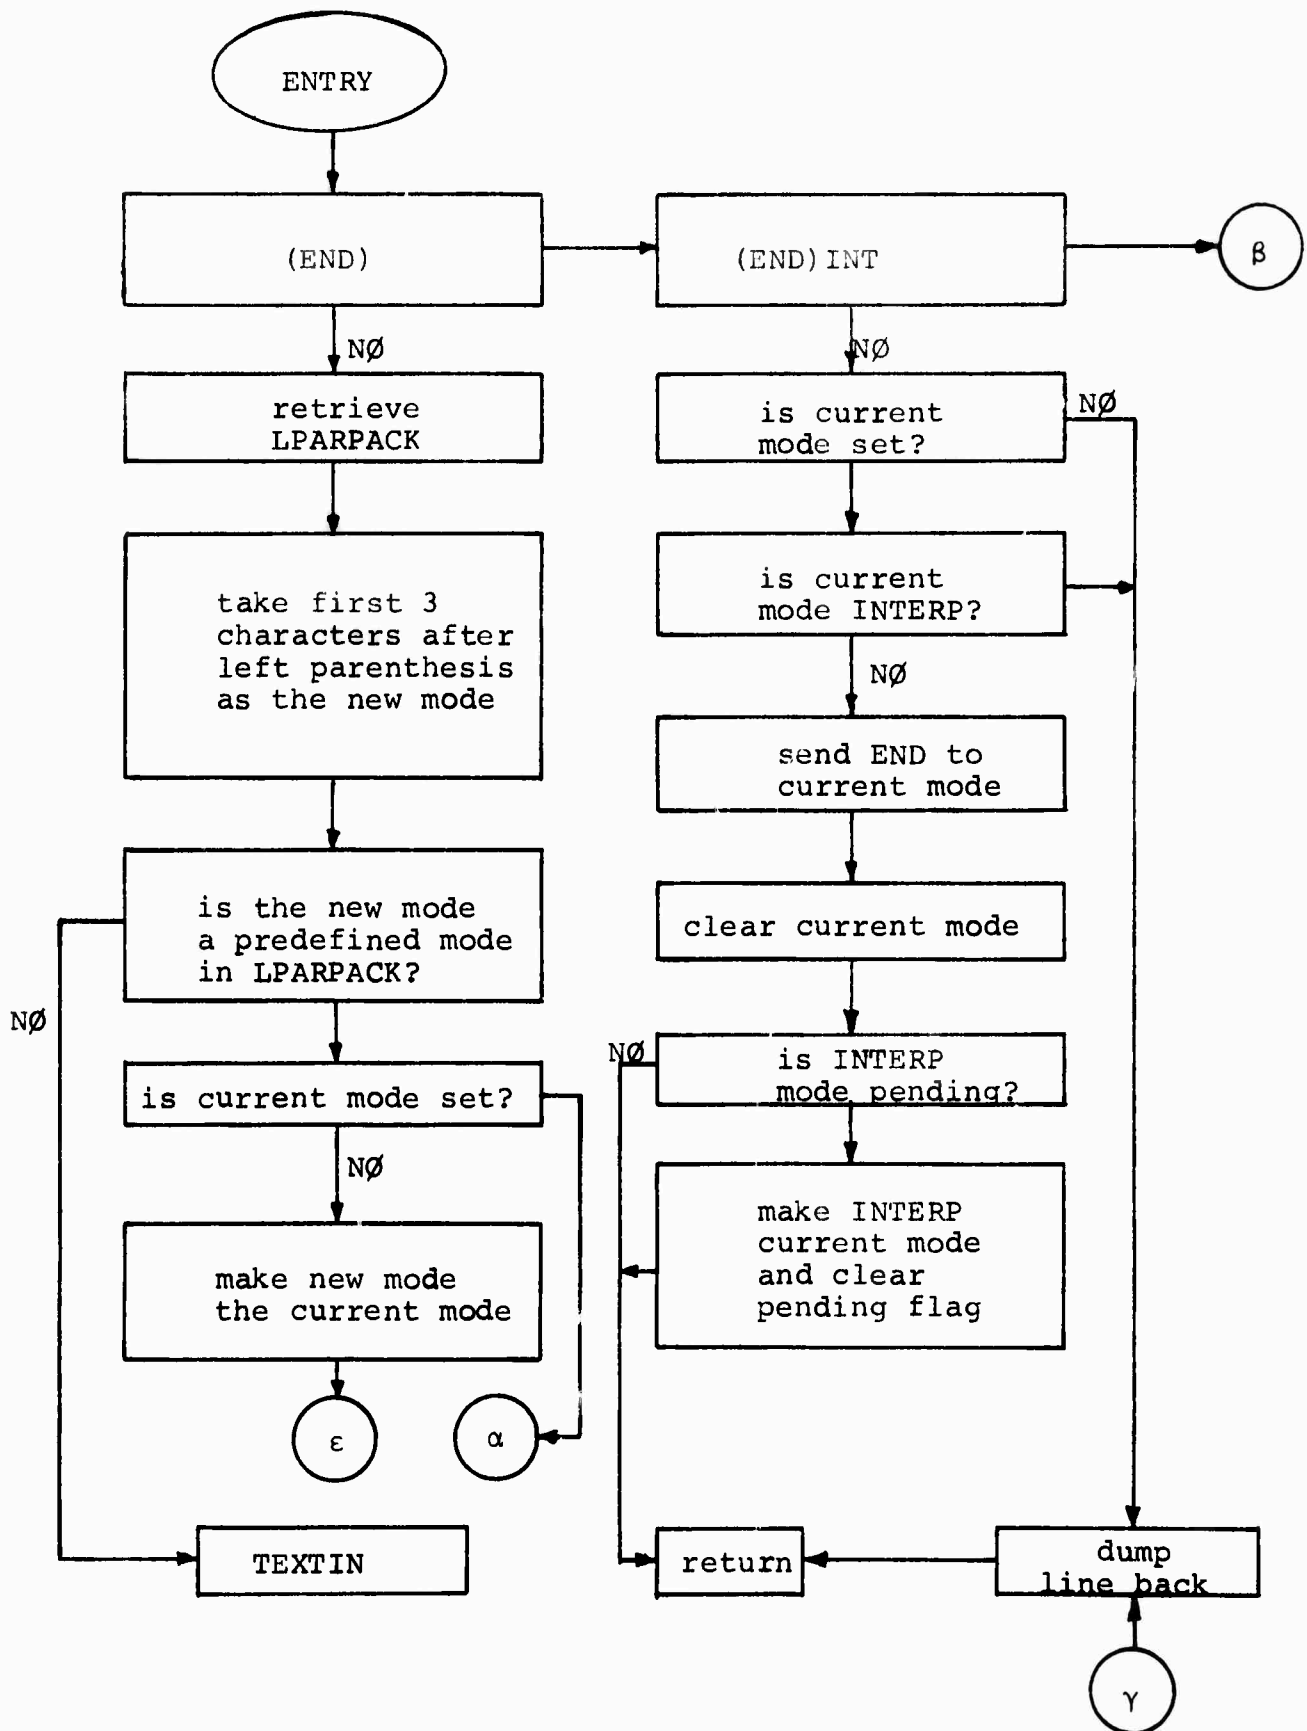 ENTRY
(END)
NØ
retrieve
LPARPACK
take first 3
characters after
left parenthesis
as the new mode
is the new mode
a predefined mode
in LPARPACK?
NØ
is current mode set?
NØ
make new mode
the current mode
ε
α
TEXTIN
(END)INT
β
NØ
is current
mode set?
NØ
is current
mode INTERP?
NØ
send END to
current mode
clear current mode
NØ
is INTERP
mode pending?
make INTERP
current mode
and clear
pending flag
return
dump
line back
γ